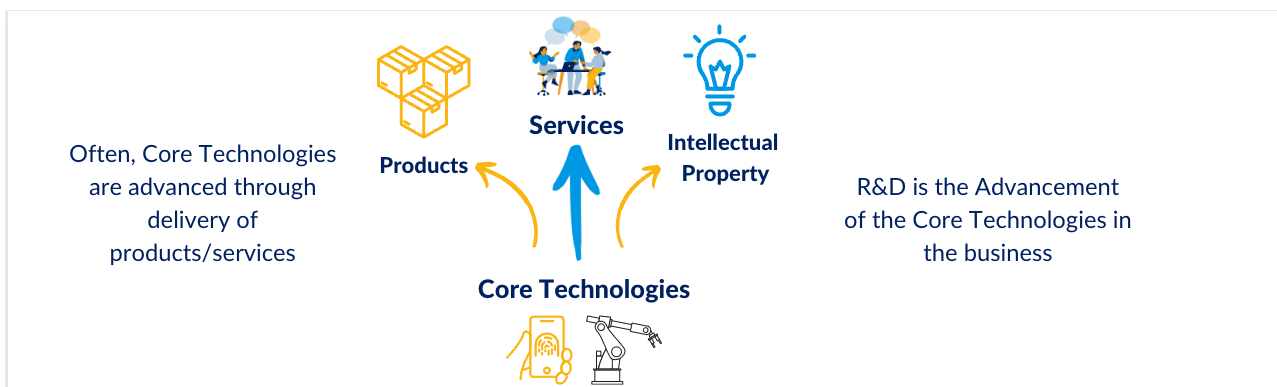 Services
Intellectual
Property
Products
Often, Core Technologies
are advanced through
delivery of
products/services
R&D is the Advancement
of the Core Technologies in
the business
Core Technologies